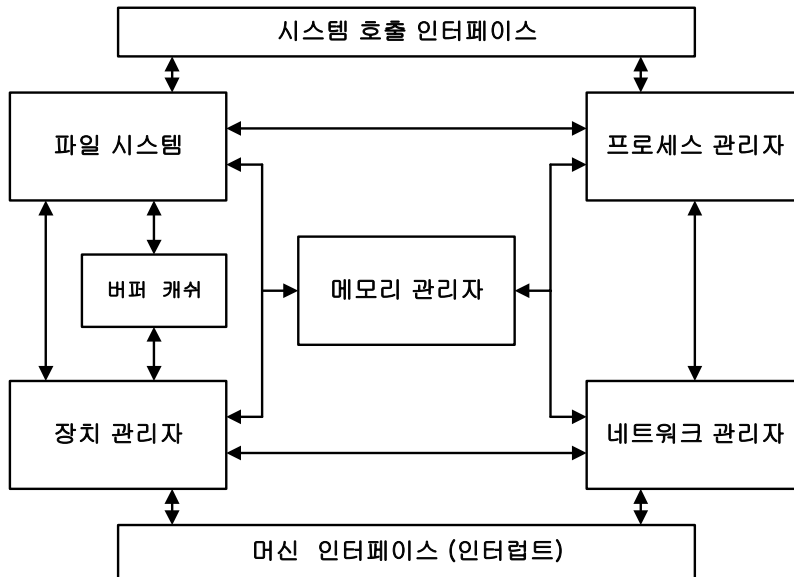 시스템 호출 인터페이스
파일 시스템
프로세스 관리자
버퍼 캐쉬
메모리 관리자
장치 관리자
네트워크 관리자
머신 인터페이스 (인터럽트)